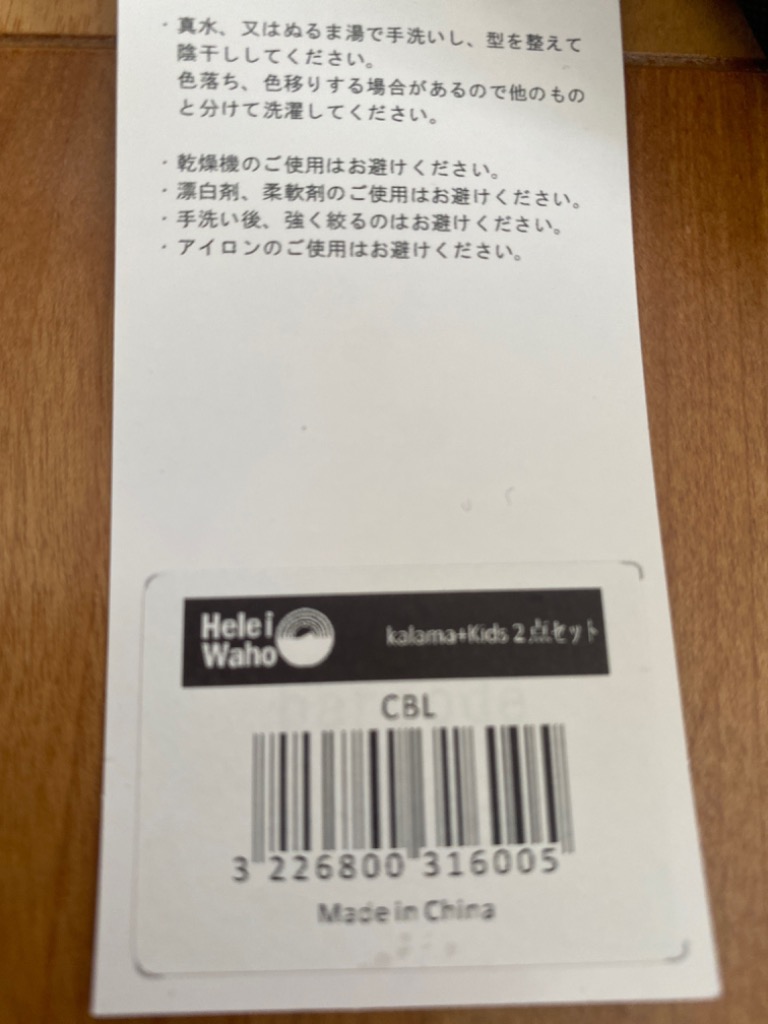 ・真水、又はぬるま湯で手洗いし、型を整えて
陰干ししてください。
色落ち、色移りする場合があるので他のもの
と分けて洗濯してください。
・乾燥機のご使用はお避けください。
・漂白剤、柔軟剤のご使用はお避けください。
・手洗い後、強く絞るのはお避けください。
・アイロンのご使用はお避けください。
Helei
Waho
kalama+Kids 2点セット
CBL
3 226800 316005
Made in China